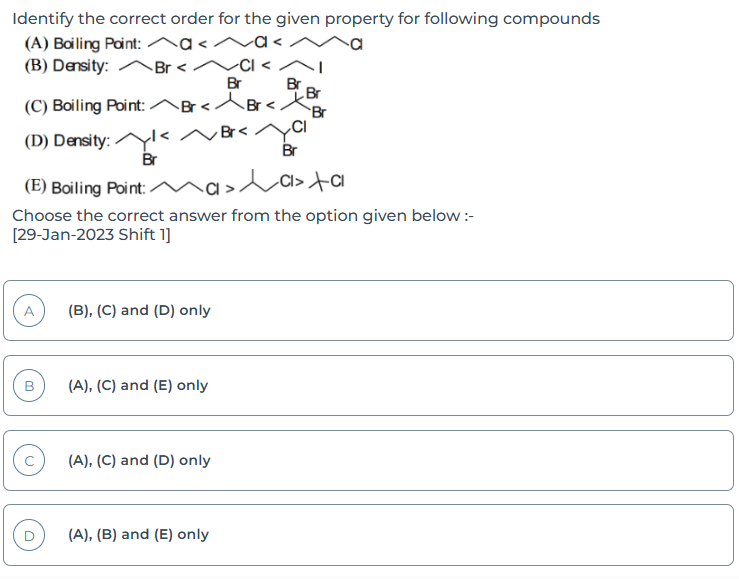 Identify the correct order for the given property for following compounds
(A) Boiling Point: Cl < Cl < Cl
(B) Density: Br < Cl < I
Br Br
(C) Boiling Point: Br < Br < Br Br
(D) Density: I < Br < Cl
Br Br
(E) Boiling Point: Cl > Cl > Cl
Choose the correct answer from the option given below :-
[29-Jan-2023 Shift 1]
A (B), (C) and (D) only
B (A), (C) and (E) only
C (A), (C) and (D) only
D (A), (B) and (E) only